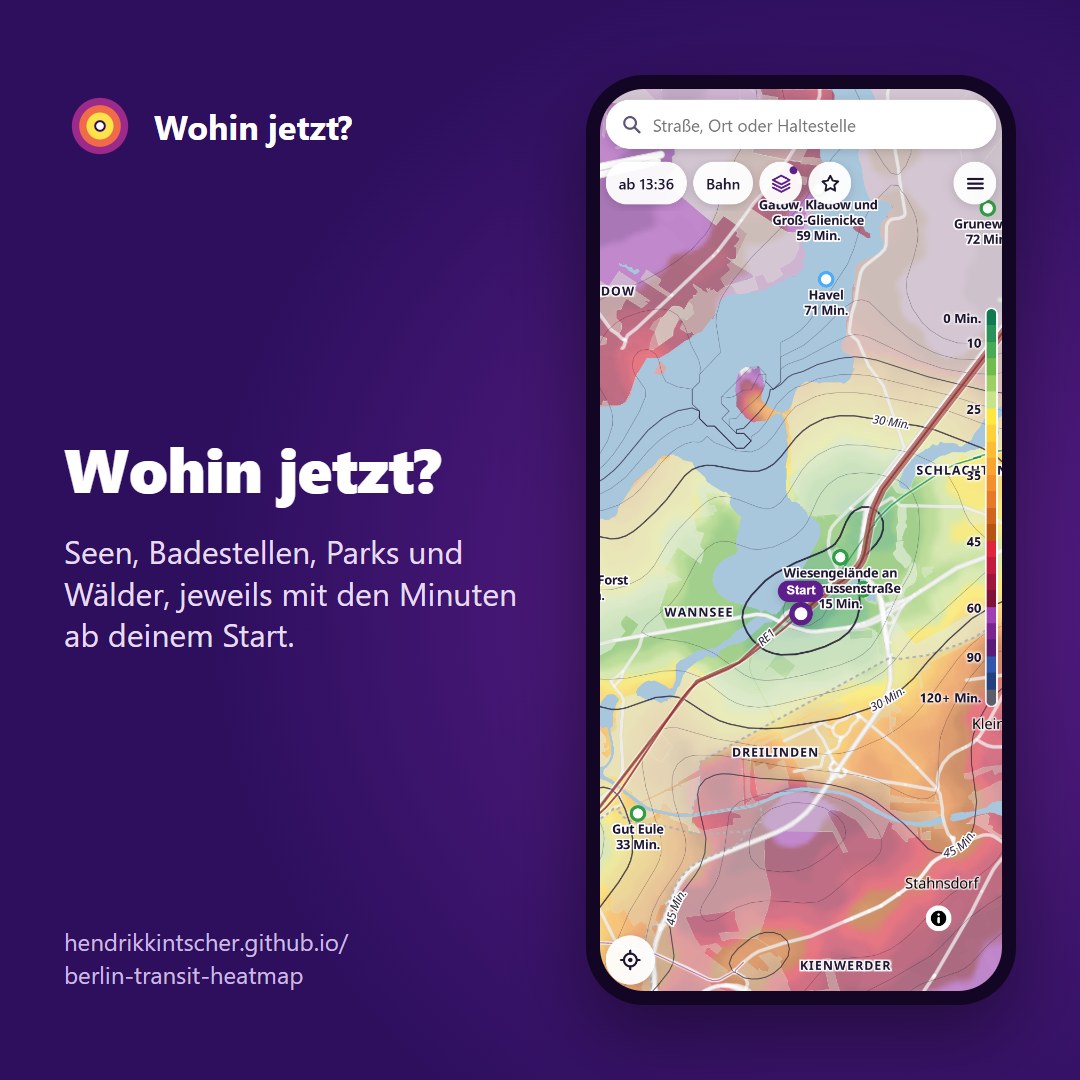 Wohin jetzt?
Wohin jetzt?
Seen, Badestellen, Parks und
Wälder, jeweils mit den Minuten
ab deinem Start.
hendrikkintscher.github.io/
berlin-transit-heatmap
Straße, Ort oder Haltestelle
ab 13:36
Bahn
Gatow, Kladow und
Groß-Glienicke
59 Min.
Grunew
72 Min
DOW
Havel
71 Min.
0 Min.
10
25
30 Min.
SCHLACHTEN
35
45
Forst
Wiesengelände an
russenstraße
15 Min.
Start
WANNSEE
60
RE1
90
30 Min.
120+ Min.
Klein
DREILINDEN
Gut Eule
33 Min.
45 Min.
Stahnsdorf
45 Min.
KIENWERDER